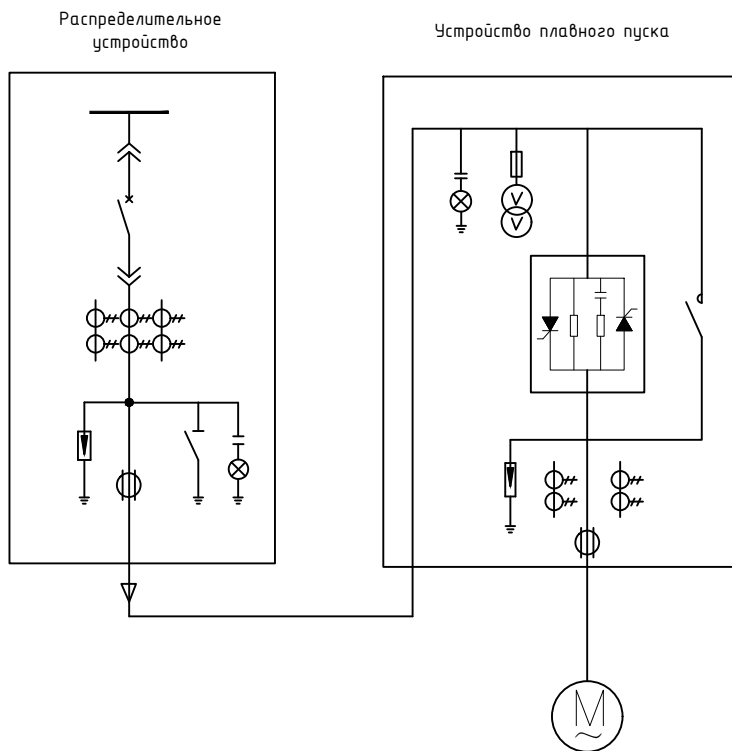 Распределительное
устройство
Устройство плавного пуска
V
V
M
~